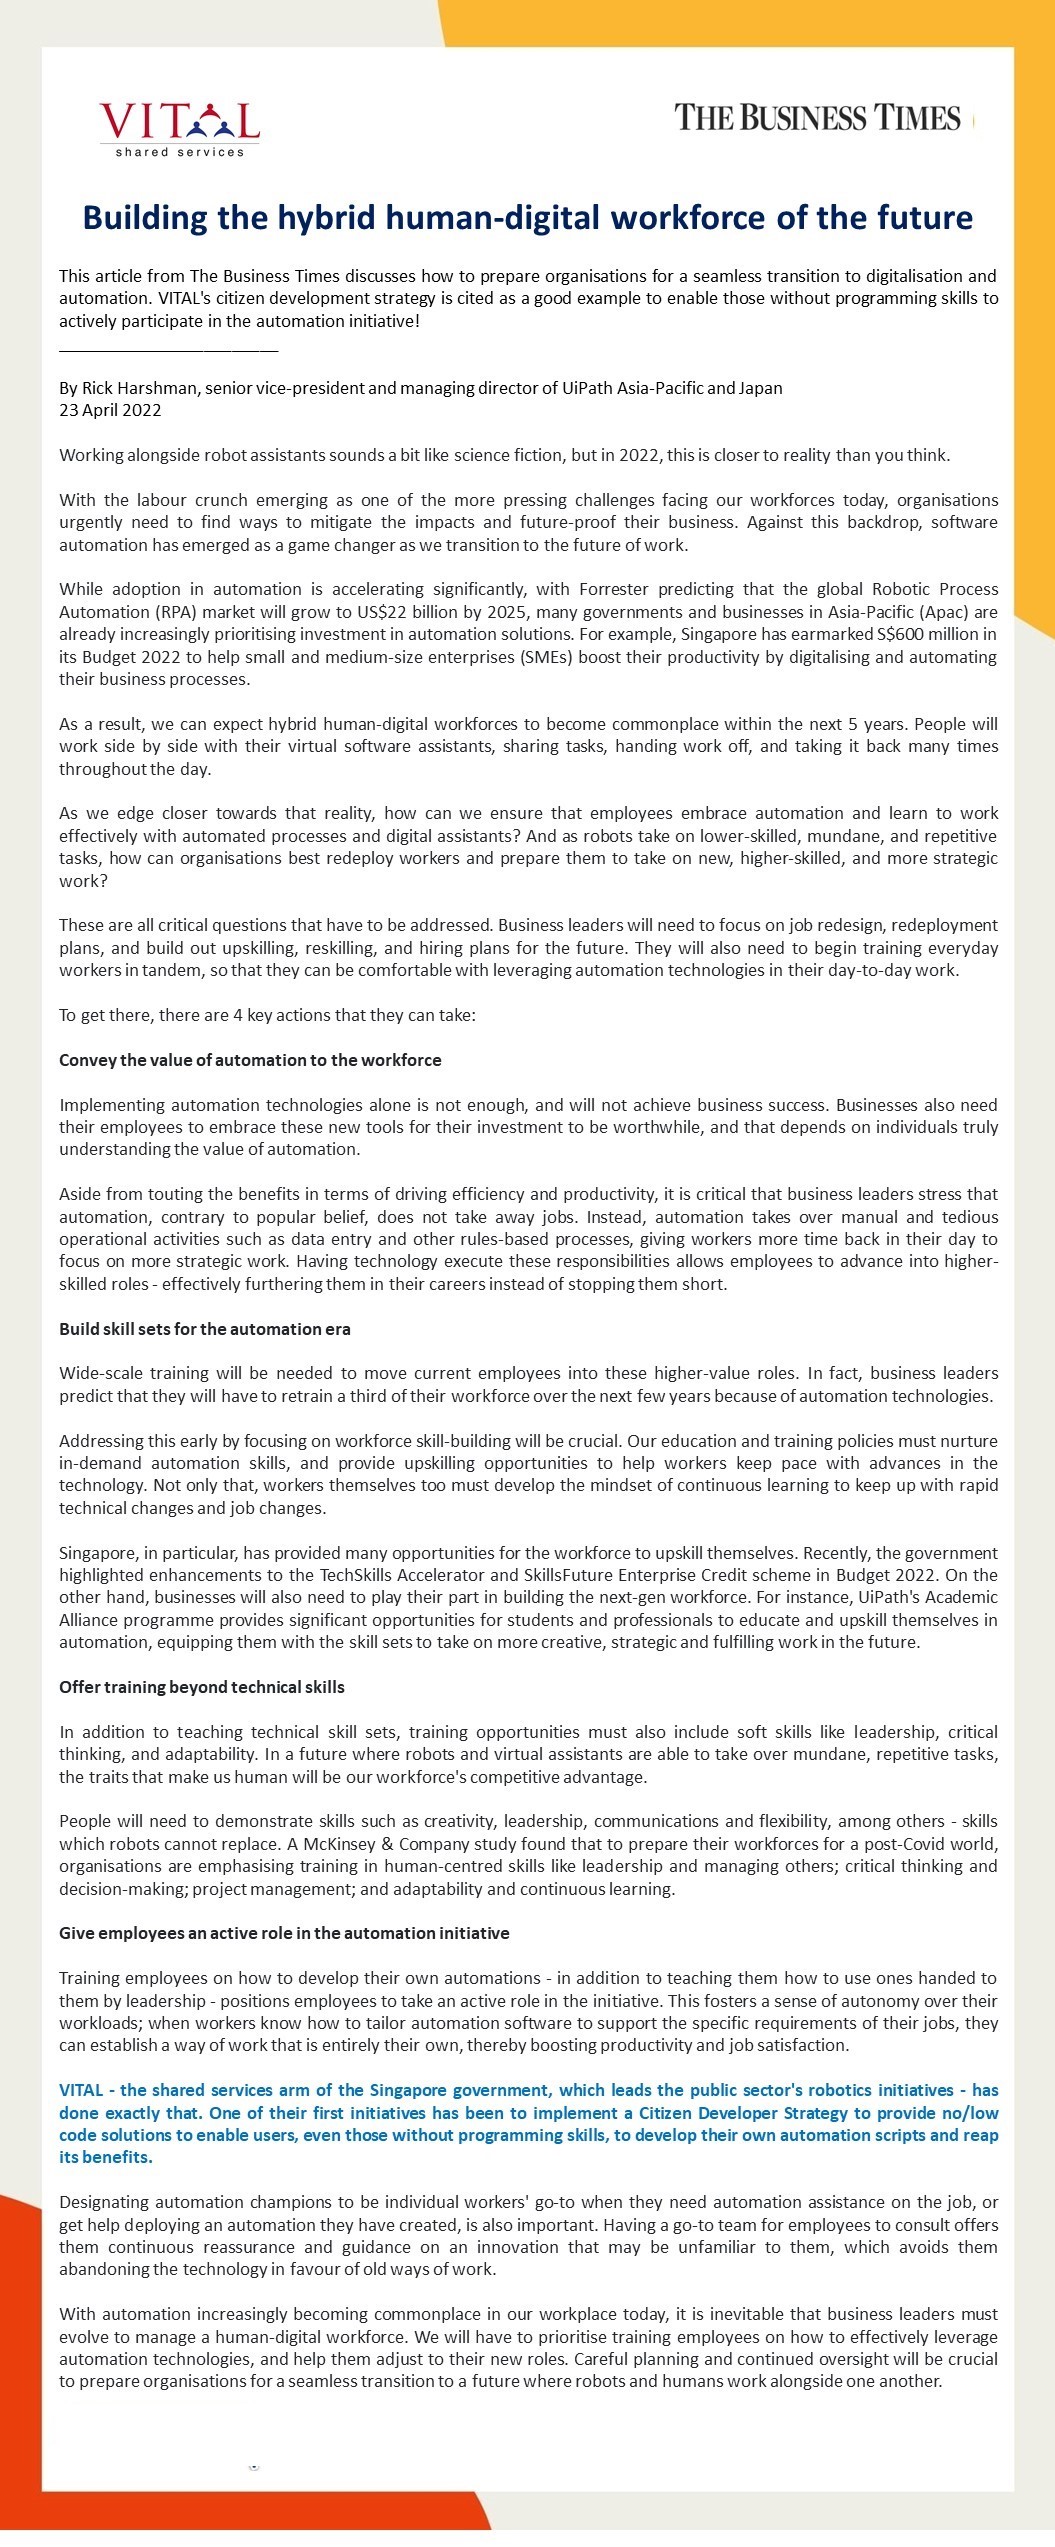 VITAL
shared services
THE BUSINESS TIMES
Building the hybrid human-digital workforce of the future
This article from The Business Times discusses how to prepare organisations for a seamless transition to digitalisation and
automation. VITAL's citizen development strategy is cited as a good example to enable those without programming skills to
actively participate in the automation initiative!
By Rick Harshman, senior vice-president and managing director of UiPath Asia-Pacific and Japan
23 April 2022
Working alongside robot assistants sounds a bit like science fiction, but in 2022, this is closer to reality than you think.
With the labour crunch emerging as one of the more pressing challenges facing our workforces today, organisations
urgently need to find ways to mitigate the impacts and future-proof their business. Against this backdrop, software
automation has emerged as a game changer as we transition to the future of work.
While adoption in automation is accelerating significantly, with Forrester predicting that the global Robotic Process
Automation (RPA) market will grow to US$22 billion by 2025, many governments and businesses in Asia-Pacific (Apac) are
already increasingly prioritising investment in automation solutions. For example, Singapore has earmarked S$600 million in
its Budget 2022 to help small and medium-size enterprises (SMEs) boost their productivity by digitalising and automating
their business processes.
As a result, we can expect hybrid human-digital workforces to become commonplace within the next 5 years. People will
work side by side with their virtual software assistants, sharing tasks, handing work off, and taking it back many times
throughout the day.
As we edge closer towards that reality, how can we ensure that employees embrace automation and learn to work
effectively with automated processes and digital assistants? And as robots take on lower-skilled, mundane, and repetitive
tasks, how can organisations best redeploy workers and prepare them to take on new, higher-skilled, and more strategic
work?
These are all critical questions that have to be addressed. Business leaders will need to focus on job redesign, redeployment
plans, and build out upskilling, reskilling, and hiring plans for the future. They will also need to begin training everyday
workers in tandem, so that they can be comfortable with leveraging automation technologies in their day-to-day work.
To get there, there are 4 key actions that they can take:
Convey the value of automation to the workforce
Implementing automation technologies alone is not enough, and will not achieve business success. Businesses also need
their employees to embrace these new tools for their investment to be worthwhile, and that depends on individuals truly
understanding the value of automation.
Aside from touting the benefits in terms of driving efficiency and productivity, it is critical that business leaders stress that
automation, contrary to popular belief, does not take away jobs. Instead, automation takes over manual and tedious
operational activities such as data entry and other rules-based processes, giving workers more time back in their day to
focus on more strategic work. Having technology execute these responsibilities allows employees to advance into higher-
skilled roles - effectively furthering them in their careers instead of stopping them short.
Build skill sets for the automation era
Wide-scale training will be needed to move current employees into these higher-value roles. In fact, business leaders
predict that they will have to retrain a third of their workforce over the next few years because of automation technologies.
Addressing this early by focusing on workforce skill-building will be crucial. Our education and training policies must nurture
in-demand automation skills, and provide upskilling opportunities to help workers keep pace with advances in the
technology. Not only that, workers themselves too must develop the mindset of continuous learning to keep up with rapid
technical changes and job changes.
Singapore, in particular, has provided many opportunities for the workforce to upskill themselves. Recently, the government
highlighted enhancements to the TechSkills Accelerator and SkillsFuture Enterprise Credit scheme in Budget 2022. On the
other hand, businesses will also need to play their part in building the next-gen workforce. For instance, UiPath's Academic
Alliance programme provides significant opportunities for students and professionals to educate and upskill themselves in
automation, equipping them with the skill sets to take on more creative, strategic and fulfilling work in the future.
Offer training beyond technical skills
In addition to teaching technical skill sets, training opportunities must also include soft skills like leadership, critical
thinking, and adaptability. In a future where robots and virtual assistants are able to take over mundane, repetitive tasks,
the traits that make us human will be our workforce's competitive advantage.
People will need to demonstrate skills such as creativity, leadership, communications and flexibility, among others - skills
which robots cannot replace. A McKinsey & Company study found that to prepare their workforces for a post-Covid world,
organisations are emphasising training in human-centred skills like leadership and managing others; critical thinking and
decision-making; project management; and adaptability and continuous learning.
Give employees an active role in the automation initiative
Training employees on how to develop their own automations - in addition to teaching them how to use ones handed to
them by leadership - positions employees to take an active role in the initiative. This fosters a sense of autonomy over their
workloads; when workers know how to tailor automation software to support the specific requirements of their jobs, they
can establish a way of work that is entirely their own, thereby boosting productivity and job satisfaction.
VITAL - the shared services arm of the Singapore government, which leads the public sector's robotics initiatives - has
done exactly that. One of their first initiatives has been to implement a Citizen Developer Strategy to provide no/low
code solutions to enable users, even those without programming skills, to develop their own automation scripts and reap
its benefits.
Designating automation champions to be individual workers' go-to when they need automation assistance on the job, or
get help deploying an automation they have created, is also important. Having a go-to team for employees to consult offers
them continuous reassurance and guidance on an innovation that may be unfamiliar to them, which avoids them
abandoning the technology in favour of old ways of work.
With automation increasingly becoming commonplace in our workplace today, it is inevitable that business leaders must
evolve to manage a human-digital workforce. We will have to prioritise training employees on how to effectively leverage
automation technologies, and help them adjust to their new roles. Careful planning and continued oversight will be crucial
to prepare organisations for a seamless transition to a future where robots and humans work alongside one another.